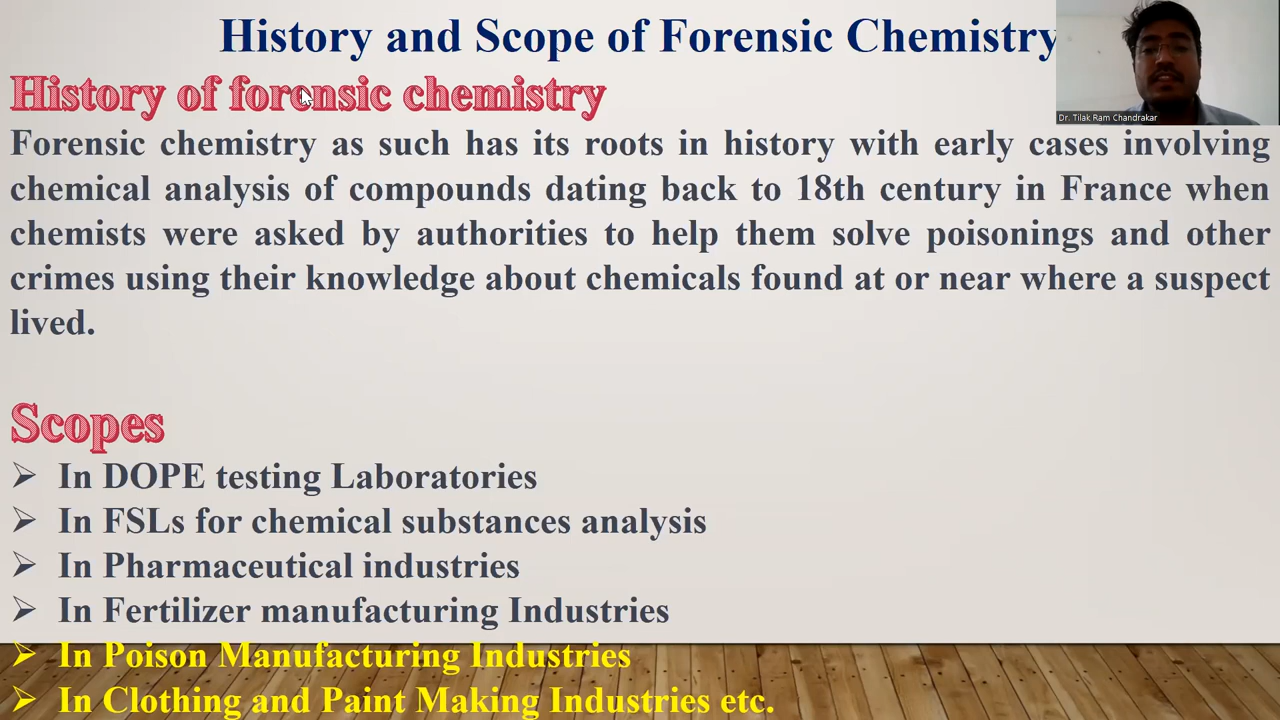 History and Scope of Forensic Chemistry
Dr. Tilak Ram Chandrakar
History of forensic chemistry
Forensic chemistry as such has its roots in history with early cases involving
chemical analysis of compounds dating back to 18th century in France when
chemists were asked by authorities to help them solve poisonings and other
crimes using their knowledge about chemicals found at or near where a suspect
lived.
Scopes
In DOPE testing Laboratories
In FSLs for chemical substances analysis
In Pharmaceutical industries
In Fertilizer manufacturing Industries
In Poison Manufacturing Industries
In Clothing and Paint Making Industries etc.